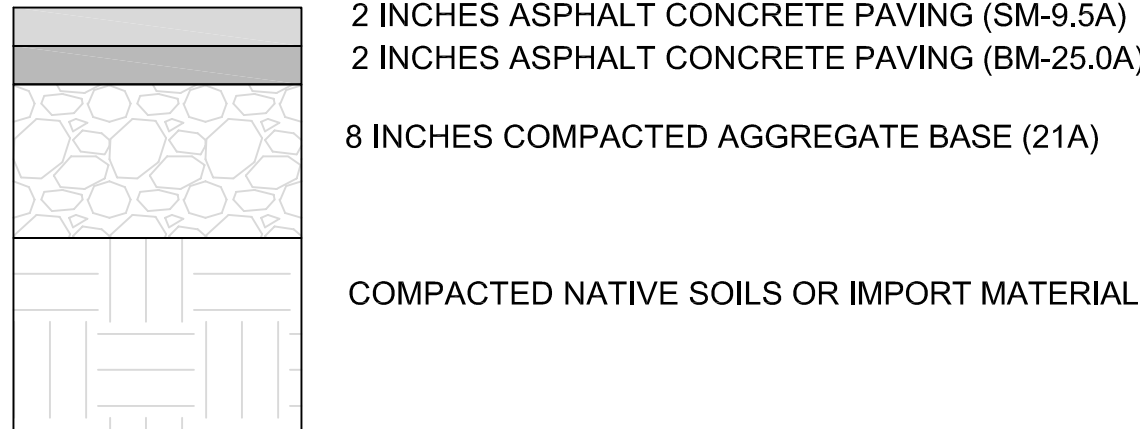 2 INCHES ASPHALT CONCRETE PAVING (SM-9.5A)
2 INCHES ASPHALT CONCRETE PAVING (BM-25.0A)
8 INCHES COMPACTED AGGREGATE BASE (21A)
COMPACTED NATIVE SOILS OR IMPORT MATERIAL